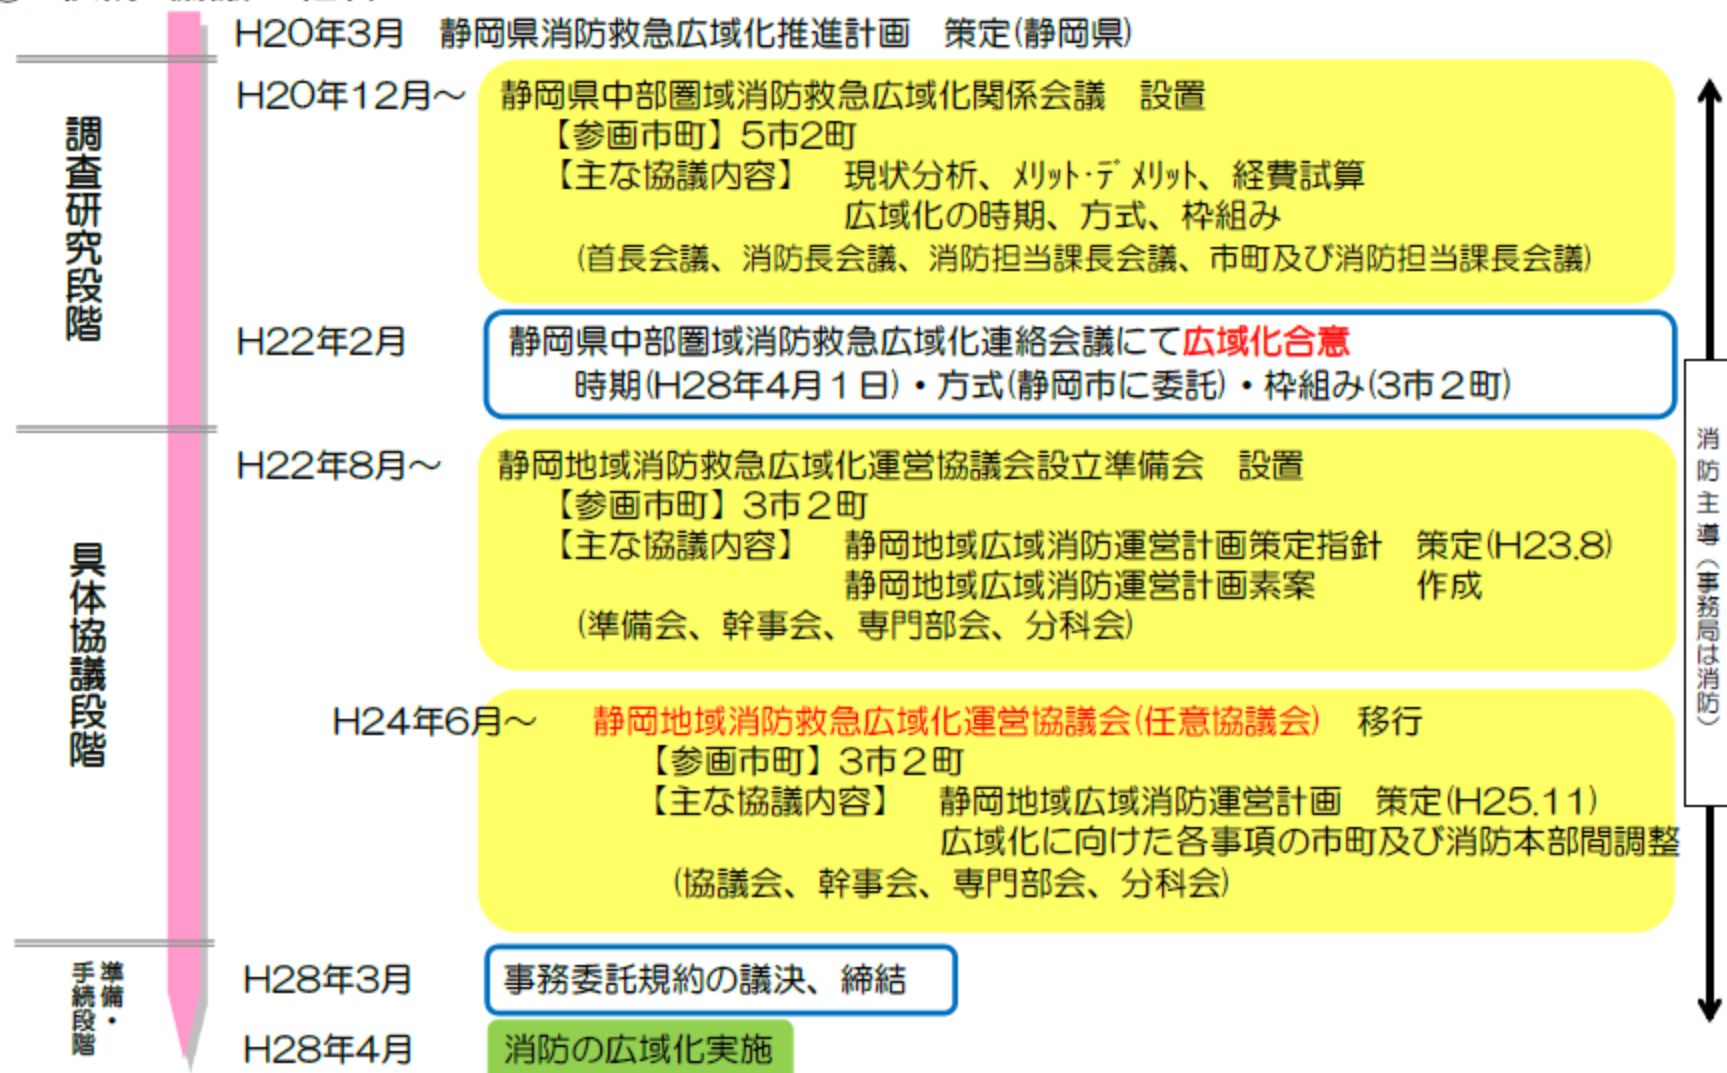 H20年3月 静岡県消防救急広域化推進計画 策定(静岡県)
調査研究段階
H20年12月～ 静岡県中部圏域消防救急広域化関係会議 設置
【参画市町】5市2町
【主な協議内容】 現状分析、ﾒﾘｯﾄ･ﾃﾞﾒﾘｯﾄ、経費試算
広域化の時期、方式、枠組み
(首長会議、消防長会議、消防担当課長会議、市町及び消防担当課長会議)
H22年2月 静岡県中部圏域消防救急広域化連絡会議にて広域化合意
時期(H28年4月１日)・方式(静岡市に委託)・枠組み(3市２町)
具体協議段階
H22年8月～ 静岡地域消防救急広域化運営協議会設立準備会 設置
【参画市町】3市２町
【主な協議内容】 静岡地域広域消防運営計画策定指針 策定(H23.8)
静岡地域広域消防運営計画素案 作成
(準備会、幹事会、専門部会、分科会)
H24年6月～ 静岡地域消防救急広域化運営協議会(任意協議会) 移行
【参画市町】3市２町
【主な協議内容】 静岡地域広域消防運営計画 策定(H25.11)
広域化に向けた各事項の市町及び消防本部間調整
(協議会、幹事会、専門部会、分科会)
準備・
手続段階
H28年3月 事務委託規約の議決、締結
H28年4月 消防の広域化実施
消防主導（事務局は消防）